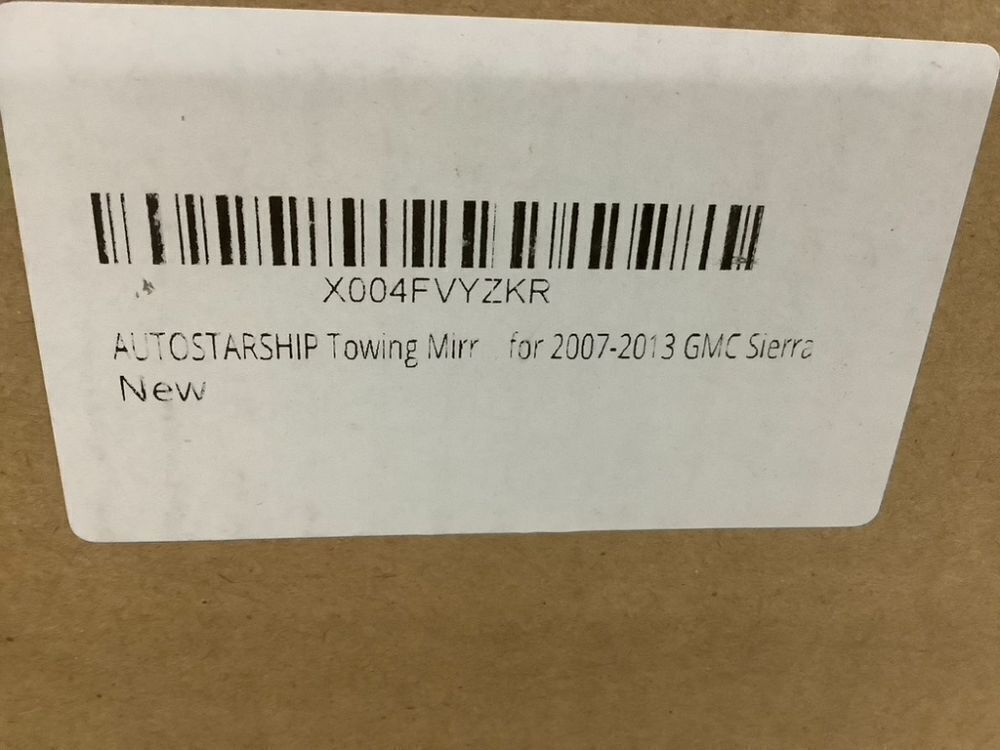 X004FVYZKR
AUTOSTARSHIP Towing Mirr for 2007-2013 GMC Sierra
New